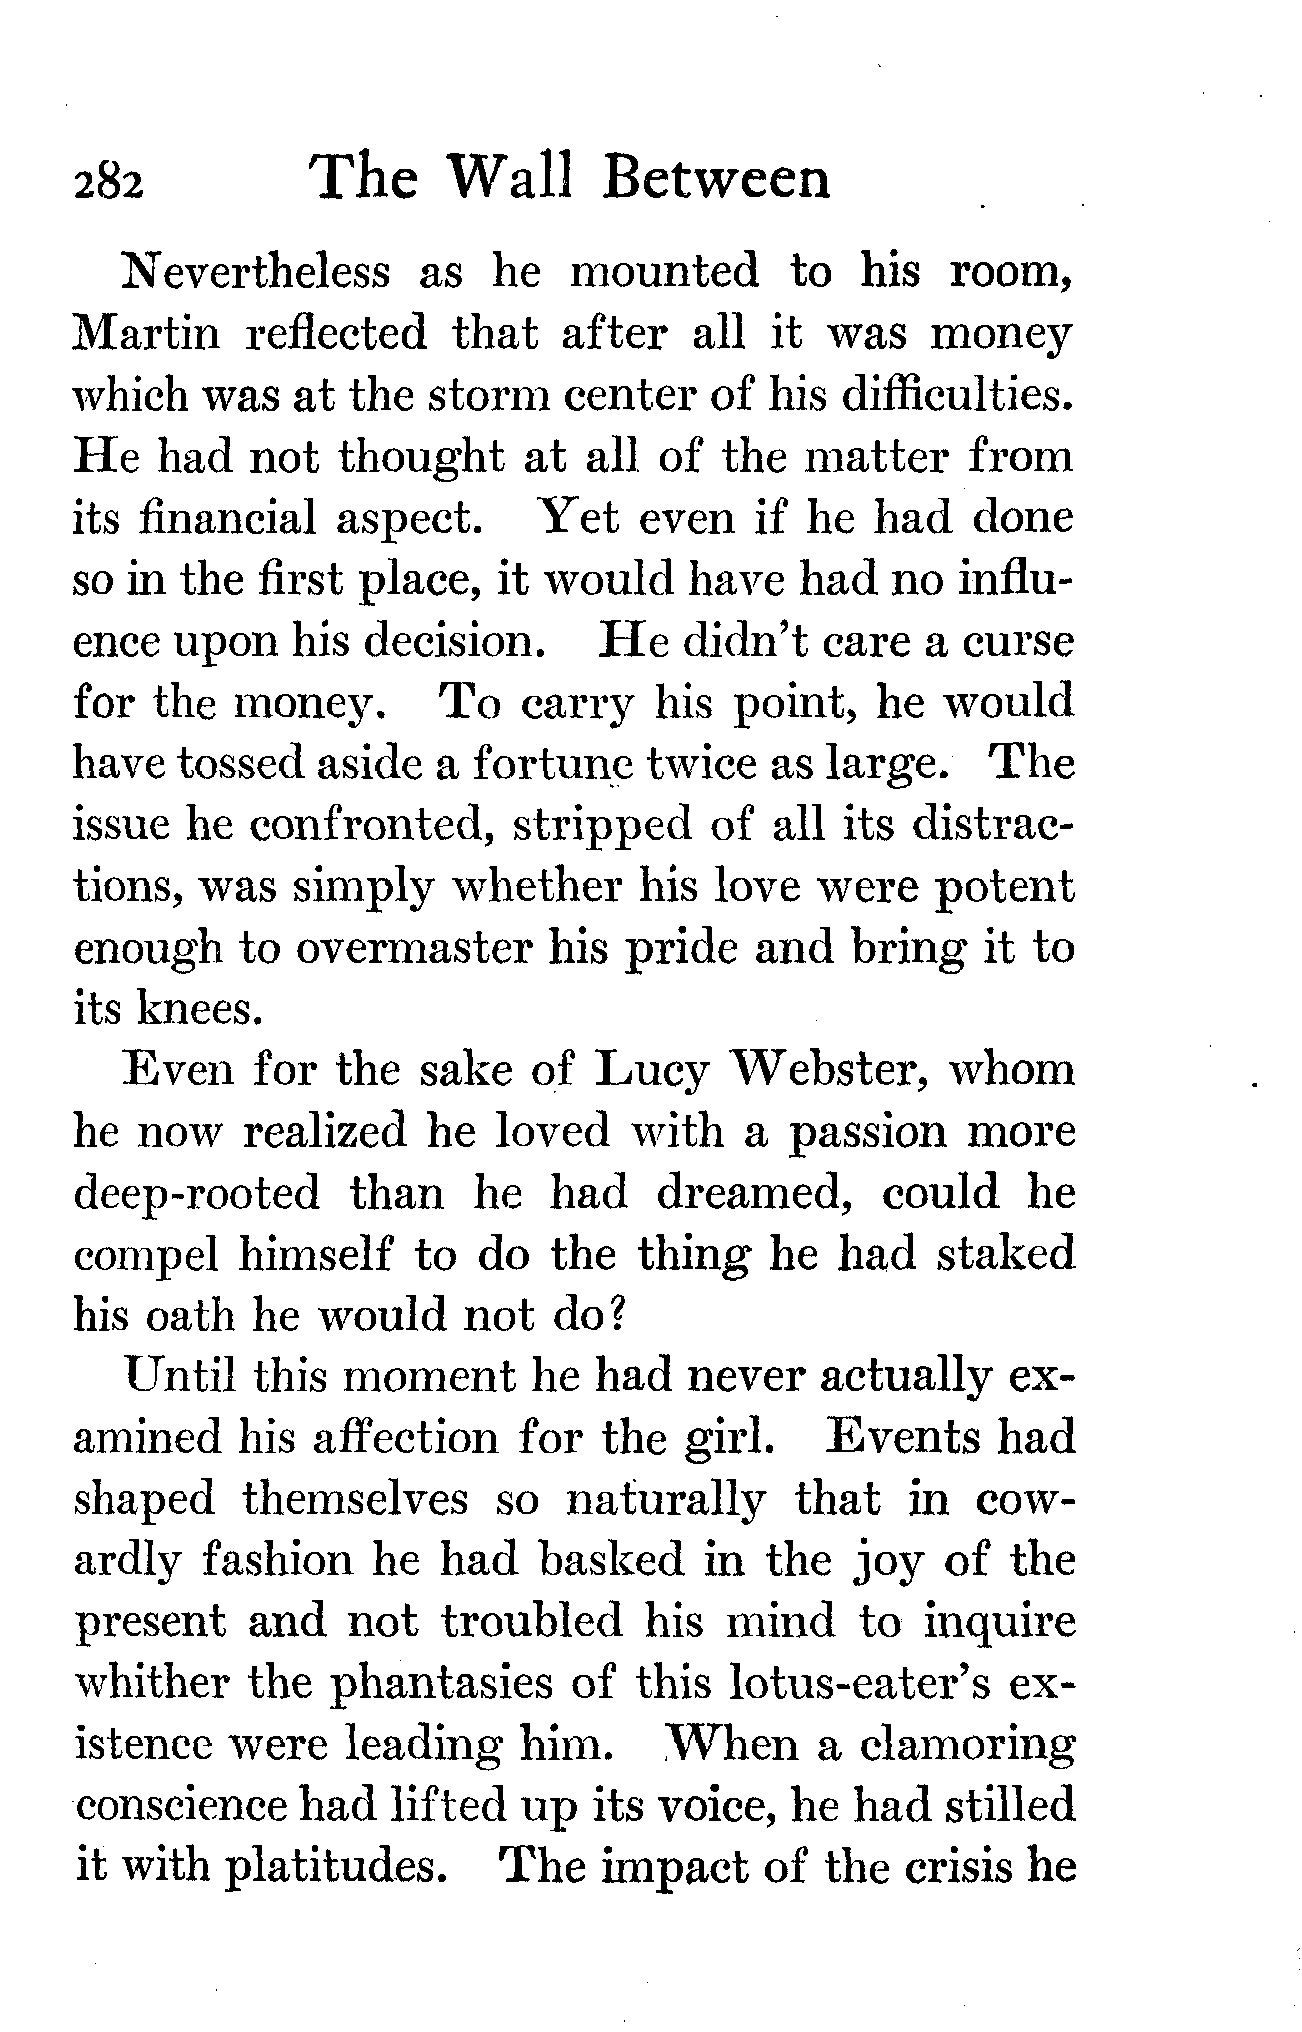 282 The Wall Between
Nevertheless as he mounted to his room,
Martin reflected that after all it was money
which was at the storm center of his difficulties.
He had not thought at all of the matter from
its financial aspect. Yet even if he had done
so in the first place, it would have had no influ-
ence upon his decision. He didn't care a curse
for the money. To carry his point, he would
have tossed aside a fortune twice as large. The
issue he confronted, stripped of all its distrac-
tions, was simply whether his love were potent
enough to overmaster his pride and bring it to
its knees.
Even for the sake of Lucy Webster, whom
he now realized he loved with a passion more
deep-rooted than he had dreamed, could he
compel himself to do the thing he had staked
his oath he would not do?
Until this moment he had never actually ex-
amined his affection for the girl. Events had
shaped themselves so naturally that in cow-
ardly fashion he had basked in the joy of the
present and not troubled his mind to inquire
whither the phantasies of this lotus-eater's ex-
istence were leading him. When a clamoring
conscience had lifted up its voice, he had stilled
it with platitudes. The impact of the crisis he